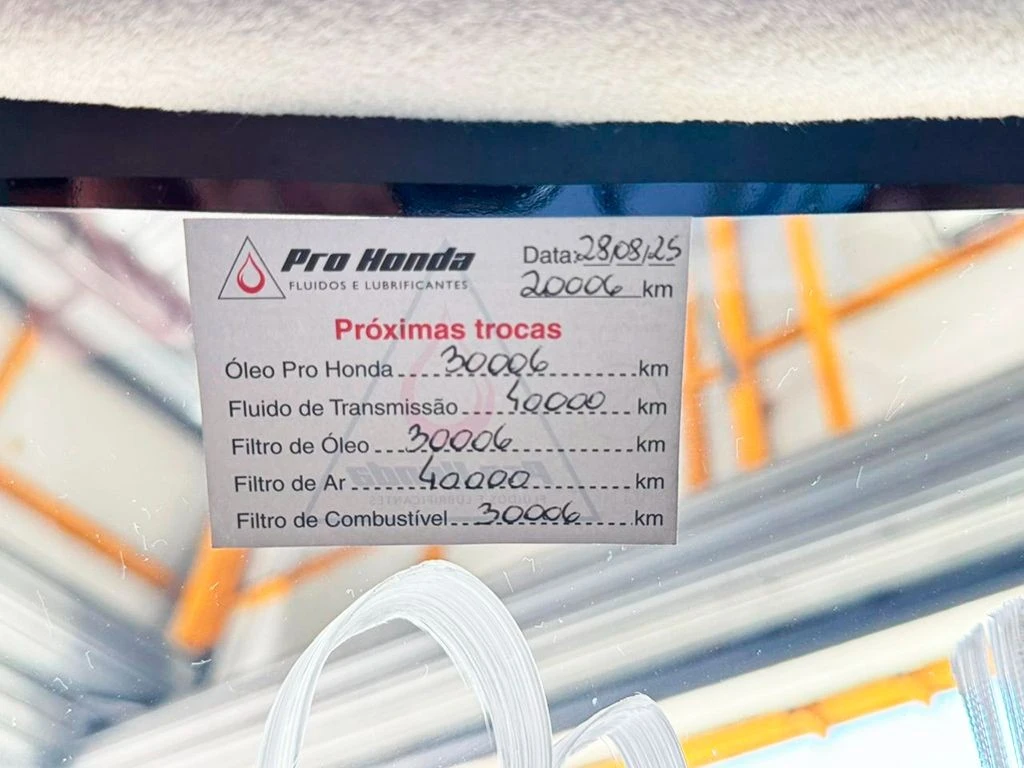 Pro Honda
FLUIDOS E LUBRIFICANTES
Data: 28/08/25
20006 km
Próximas trocas
Óleo Pro Honda 30006 km
Fluido de Transmissão 40000 km
Filtro de Óleo 30006 km
Filtro de Ar 40000 km
Filtro de Combustível 30006 km